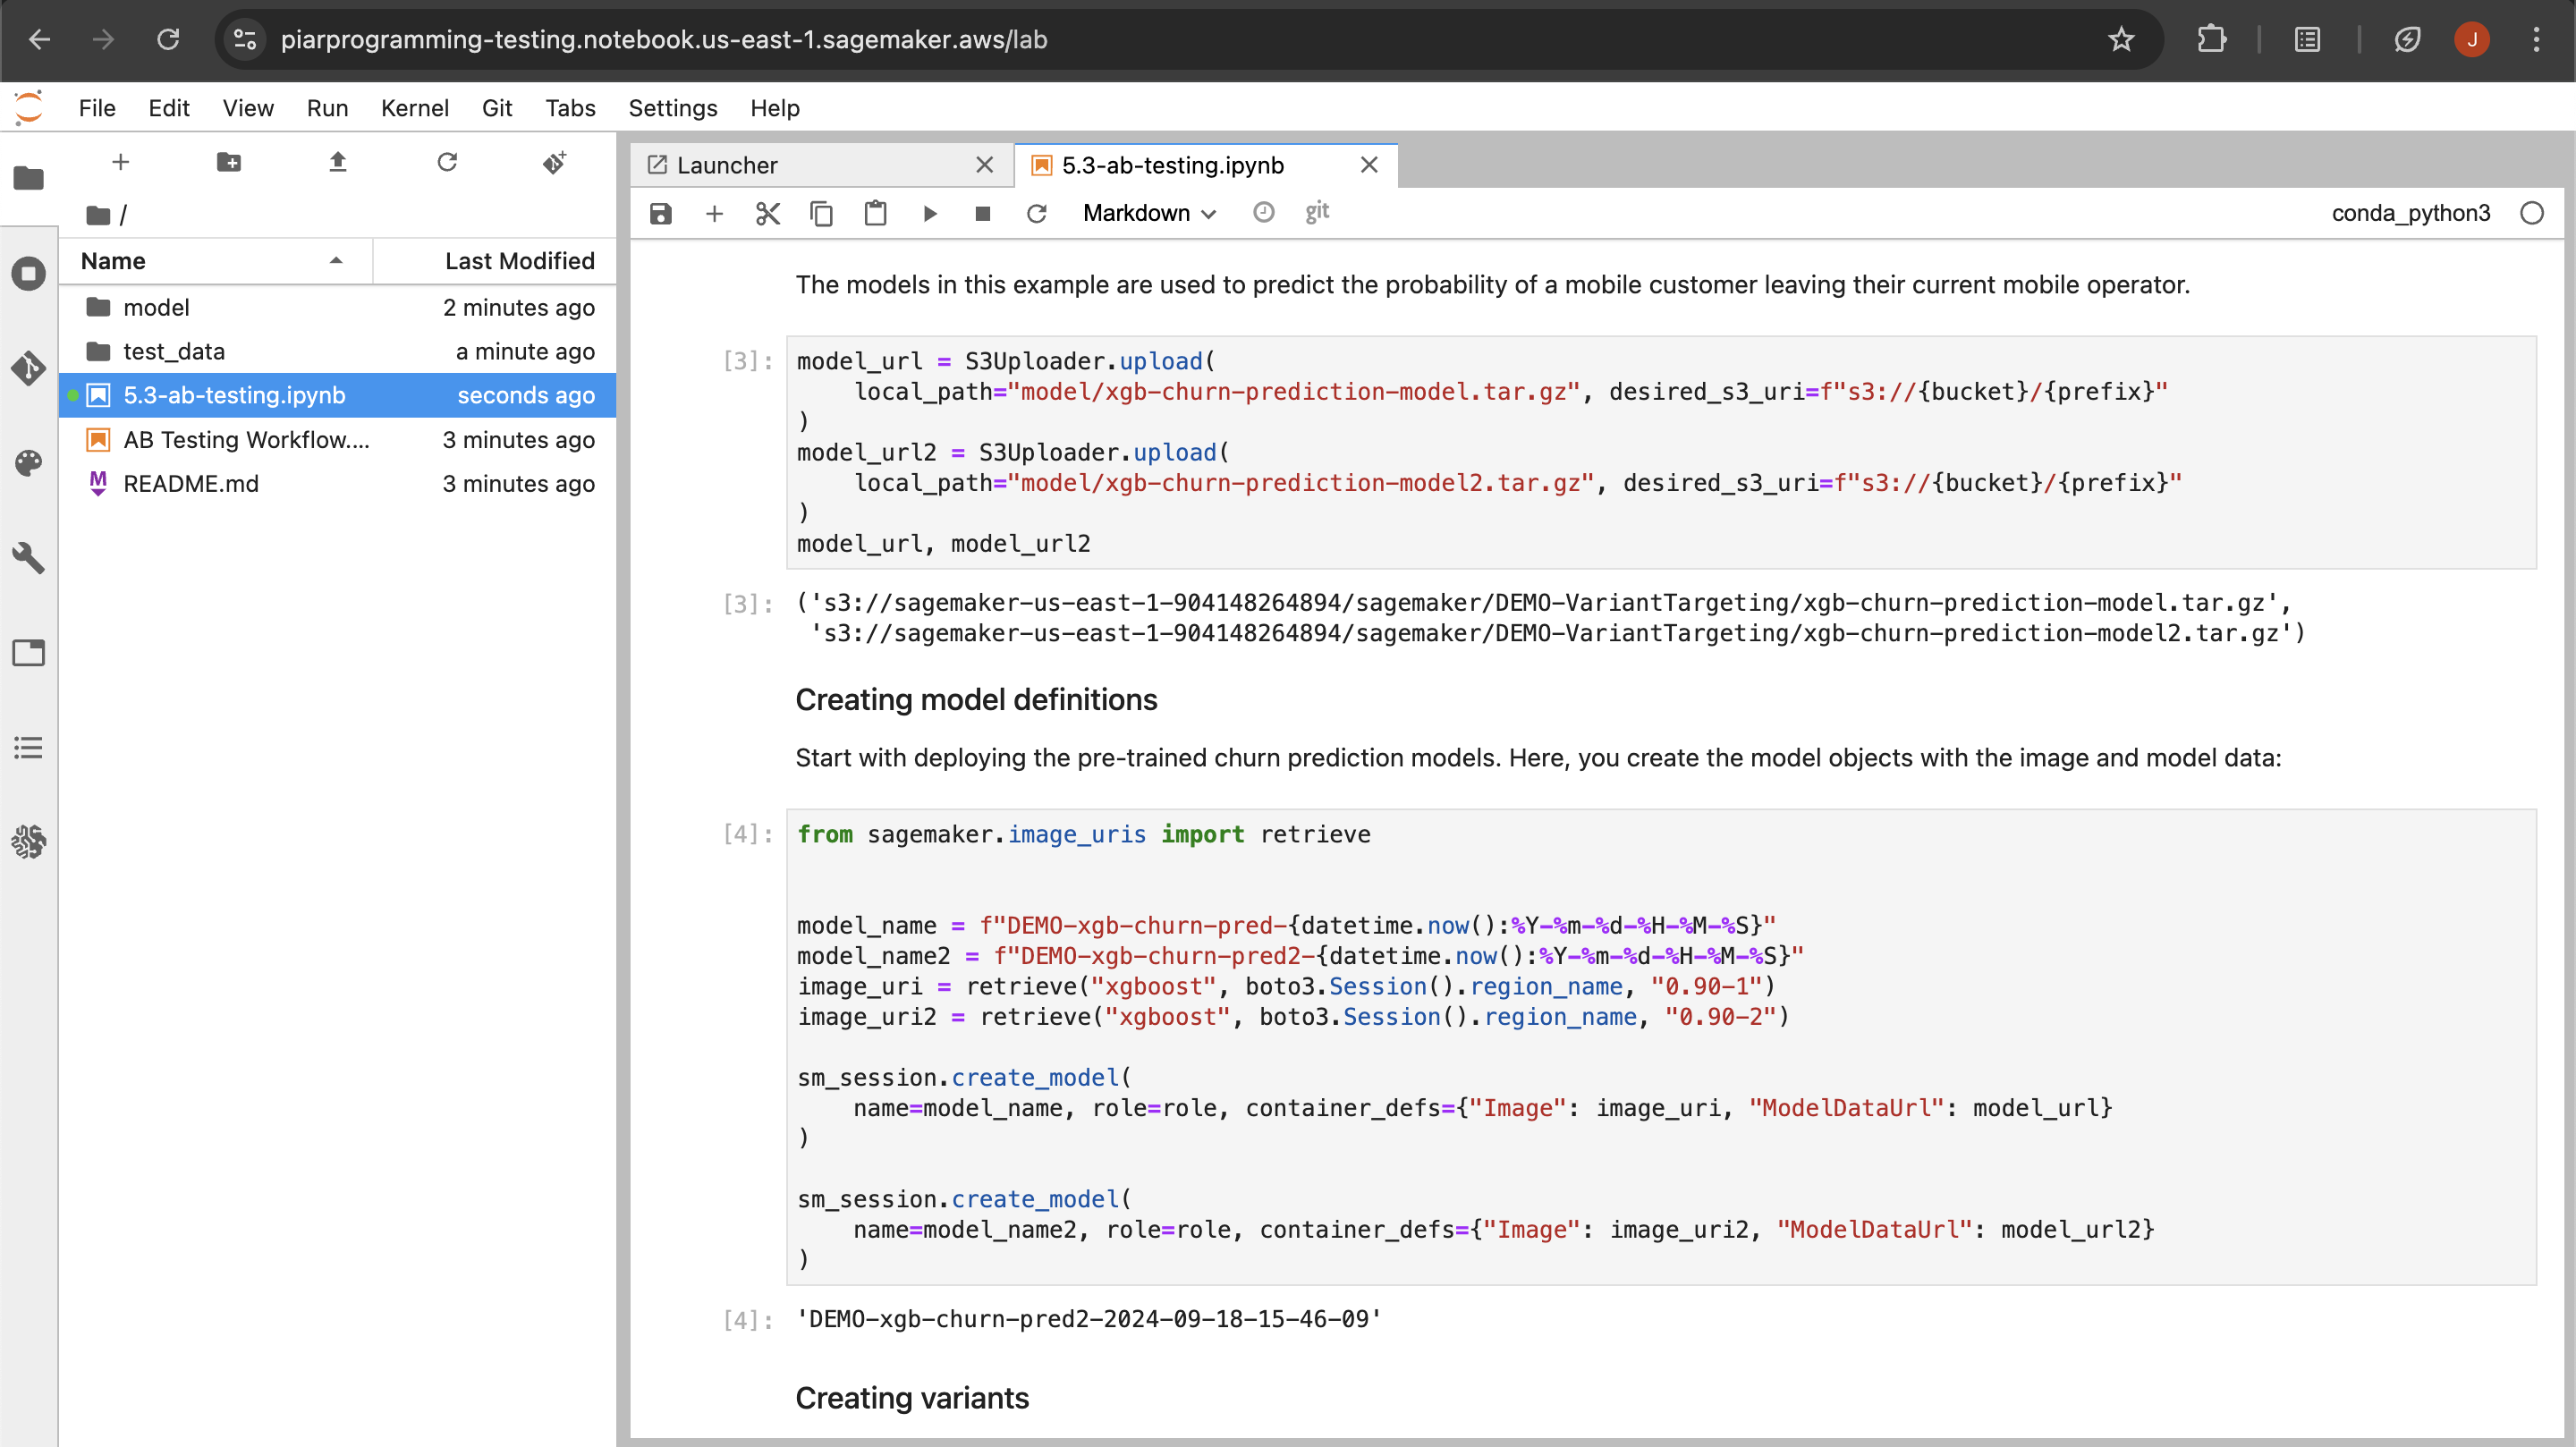 piarprogramming-testing.notebook.us-east-1.sagemaker.aws/lab
J
File Edit View Run Kernel Git Tabs Settings Help
/
Name Last Modified
model 2 minutes ago
test_data a minute ago
5.3-ab-testing.ipynb seconds ago
AB Testing Workflow.... 3 minutes ago
M README.md 3 minutes ago
Launcher
5.3-ab-testing.ipynb
Markdown
git
conda_python3
The models in this example are used to predict the probability of a mobile customer leaving their current mobile operator.
[3]: model_url = S3Uploader.upload(
    local_path="model/xgb-churn-prediction-model.tar.gz", desired_s3_uri=f"s3://{bucket}/{prefix}"
)
model_url2 = S3Uploader.upload(
    local_path="model/xgb-churn-prediction-model2.tar.gz", desired_s3_uri=f"s3://{bucket}/{prefix}"
)
model_url, model_url2
[3]: ('s3://sagemaker-us-east-1-904148264894/sagemaker/DEMO-VariantTargeting/xgb-churn-prediction-model.tar.gz',
 's3://sagemaker-us-east-1-904148264894/sagemaker/DEMO-VariantTargeting/xgb-churn-prediction-model2.tar.gz')
Creating model definitions
Start with deploying the pre-trained churn prediction models. Here, you create the model objects with the image and model data:
[4]: from sagemaker.image_uris import retrieve
model_name = f"DEMO-xgb-churn-pred-{datetime.now():%Y-%m-%d-%H-%M-%S}"
model_name2 = f"DEMO-xgb-churn-pred2-{datetime.now():%Y-%m-%d-%H-%M-%S}"
image_uri = retrieve("xgboost", boto3.Session().region_name, "0.90-1")
image_uri2 = retrieve("xgboost", boto3.Session().region_name, "0.90-2")
sm_session.create_model(
    name=model_name, role=role, container_defs={"Image": image_uri, "ModelDataUrl": model_url}
)
sm_session.create_model(
    name=model_name2, role=role, container_defs={"Image": image_uri2, "ModelDataUrl": model_url2}
)
[4]: 'DEMO-xgb-churn-pred2-2024-09-18-15-46-09'
Creating variants